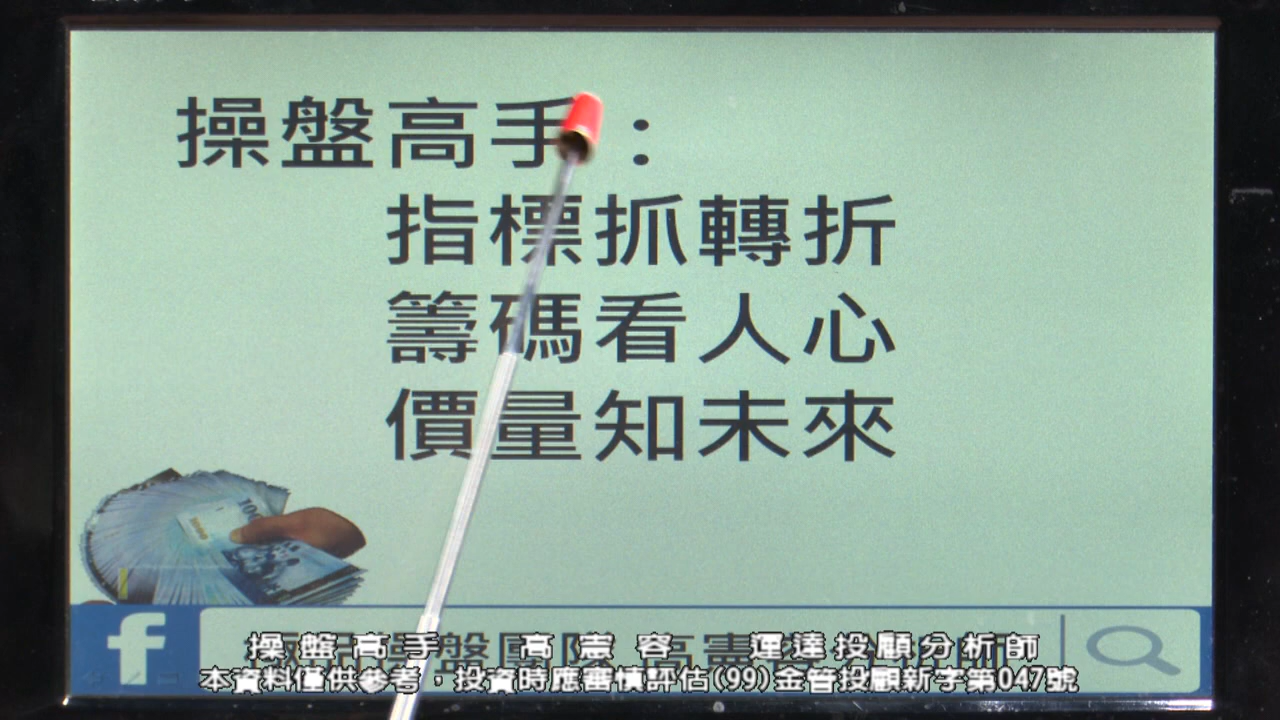 操盤高手：
指標抓轉折
籌碼看人心
價量知未來
100
f
操盤高手 高憲容 運達投顧分析師
本資料僅供參考，投資時應審慎評估(99)金管投顧新字第047號